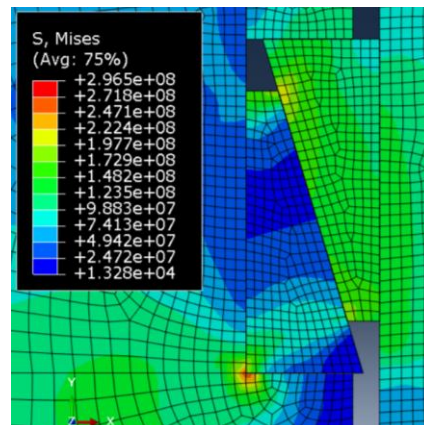 S, Mises
(Avg: 75%)
+2.965e+08
+2.718e+08
+2.471e+08
+2.224e+08
+1.977e+08
+1.729e+08
+1.482e+08
+1.235e+08
+9.883e+07
+7.413e+07
+4.942e+07
+2.472e+07
+1.328e+04
Y
Z X